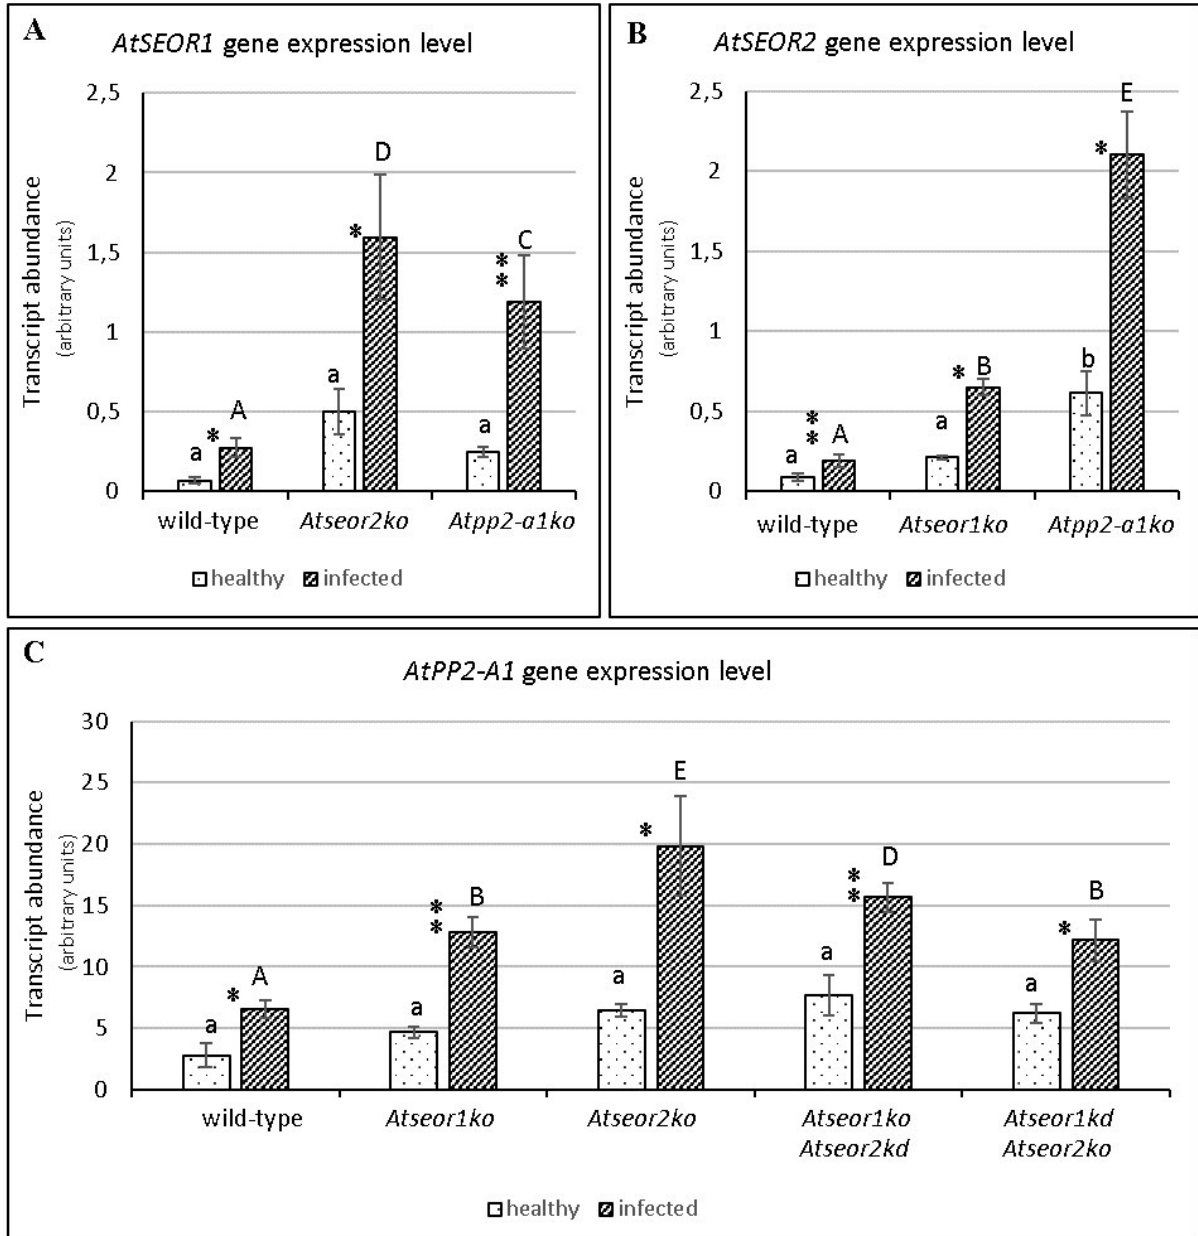 A
AtSEOR1 gene expression level
Transcript abundance
(arbitrary units)
2,5
2
1,5
1
0,5
0
a
*
A
a
*
D
a
**
C
wild-type Atseor2ko Atpp2-a1ko
healthy infected
B
AtSEOR2 gene expression level
Transcript abundance
(arbitrary units)
2,5
2
1,5
1
0,5
0
a
**
A
a
*
B
b
*
E
wild-type Atseor1ko Atpp2-a1ko
healthy infected
C
AtPP2-A1 gene expression level
Transcript abundance
(arbitrary units)
30
25
20
15
10
5
0
a
*
A
a
**
B
a
*
E
a
**
D
a
*
B
wild-type Atseor1ko Atseor2ko Atseor1ko Atseor1kd
Atseor2kd Atseor2ko
healthy infected